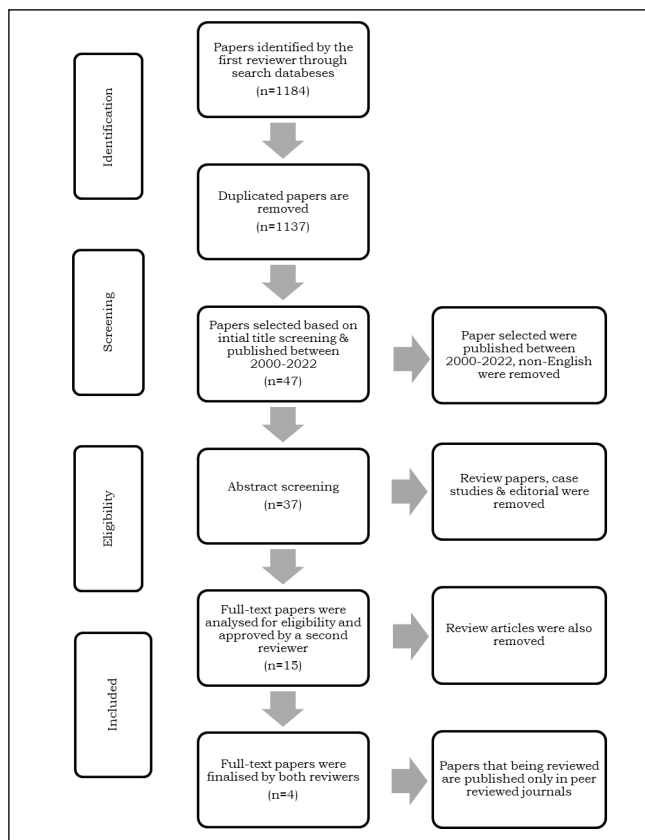 Identification
Papers identified by the
first reviewer through
search databeses
(n=1184)
Duplicated papers are
removed
(n=1137)
Screening
Papers selected based on
intial title screening &
published between
2000-2022
(n=47)
Paper selected were
published between
2000-2022, non-English
were removed
Eligibility
Abstract screening
(n=37)
Review papers, case
studies & editorial were
removed
Full-text papers were
analysed for eligibility and
approved by a second
reviewer
(n=15)
Review articles were also
removed
Included
Full-text papers were
finalised by both reviwers
(n=4)
Papers that being reviewed
are published only in peer
reviewed journals